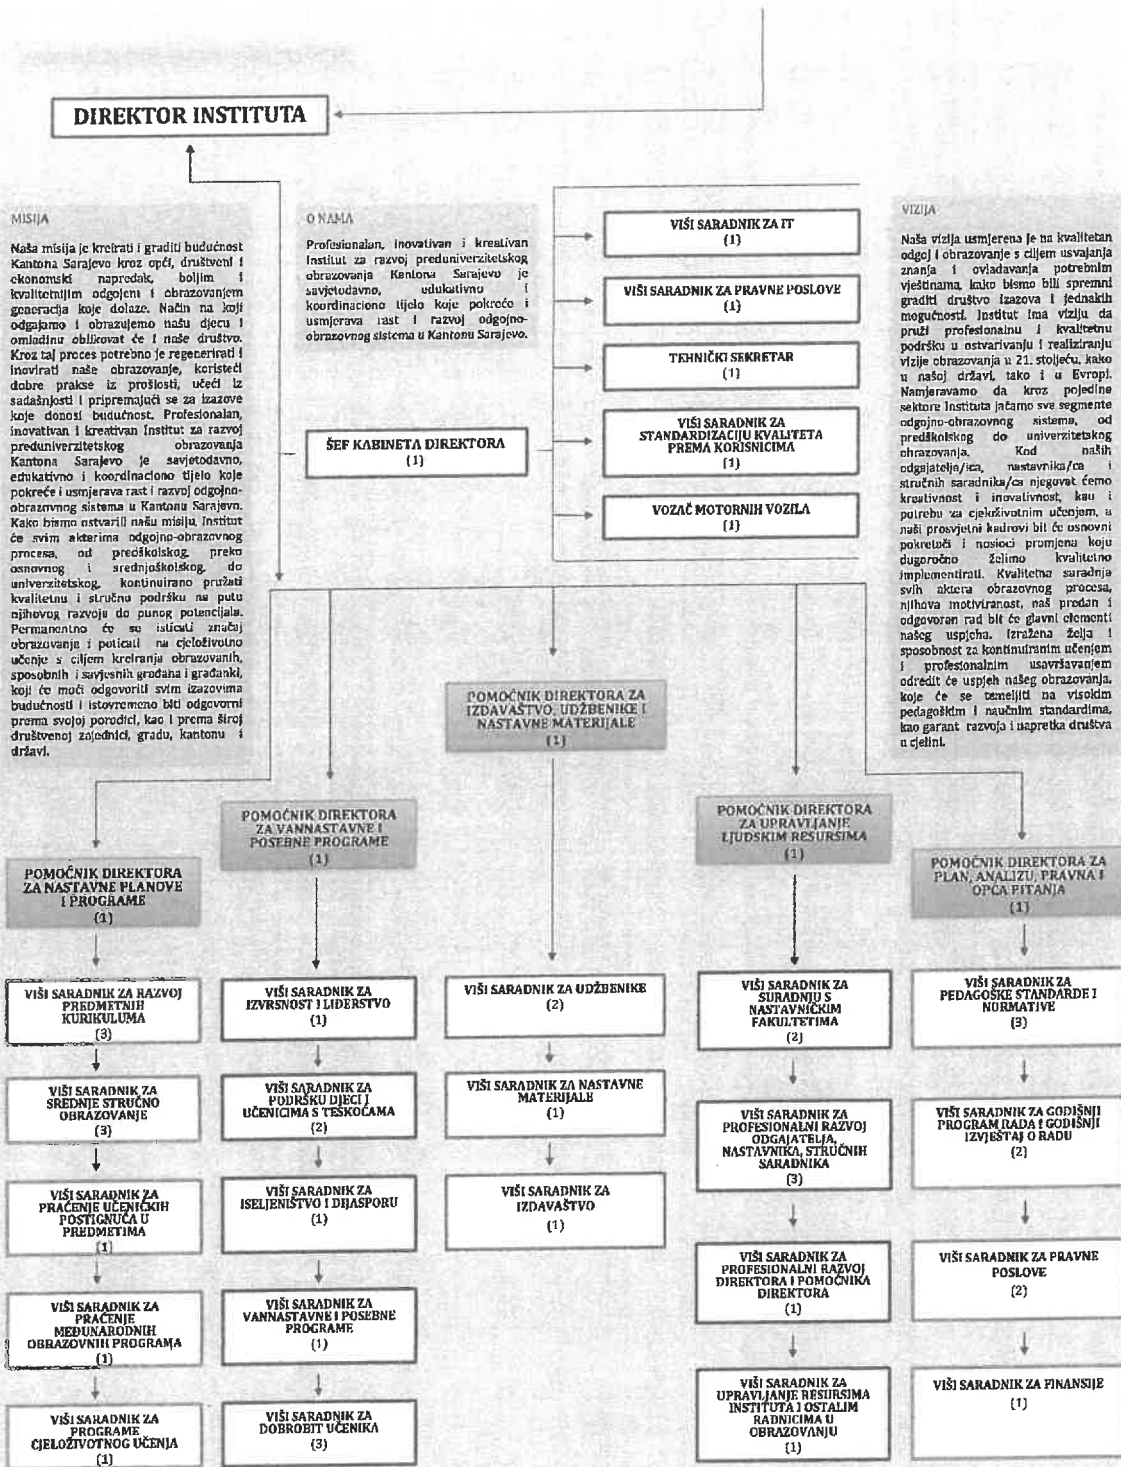 DIREKTOR INSTITUTA
MISIJA
Naša misija je kreirati i graditi budućnost
Kantona Sarajevo kroz opći, društveni i
ekonomski napredak, boljim i
kvalitetnijim odgojem i obrazovanjem
generacija koje dolaze. Način na koji
odgajamo i obrazujemo našu djecu i
omladinu oblikovat će i naše društvo.
Kroz taj proces potrebno je regenerirati i
inovirati naše obrazovanje, koristeći
dobre prakse iz prošlosti, učeći iz
sadašnjosti i pripremajući se za izazove
koje donosi budućnost. Profesionalan,
inovativan i kreativan Institut za razvoj
preduniverzitetskog obrazovanja
Kantona Sarajevo je savjetodavno,
edukativno i koordinaciono tijelo koje
pokreće i usmjerava rast i razvoj odgojno-
obrazovnog sistema u Kantonu Sarajevo.
Kako bismo ostvarili našu misiju, Institut
će svim akterima odgojno-obrazovnog
procesa, od predškolskog, preko
osnovnog i srednjoškolskog, do
univerzitetskog, kontinuirano pružati
kvalitetnu i stručnu podršku na putu
njihovog razvoja do punog potencijala.
Permanentno će se isticati značaj
obrazovanja i poticati na cjeloživotno
učenje s ciljem kreiranja obrazovanih,
sposobnih i savjesnih građana i građanki,
koji će moći odgovoriti svim izazovima
budućnosti i istovremeno biti odgovorni
prema svojoj porodici, kao i prema široj
društvenoj zajednici, gradu, kantonu i
državi.
O NAMA
Profesionalan, inovativan i kreativan
Institut za razvoj preduniverzitetskog
obrazovanja Kantona Sarajevo je
savjetodavno, edukativno i
koordinaciono tijelo koje pokreće i
usmjerava rast i razvoj odgojno-
obrazovnog sistema u Kantonu Sarajevo.
ŠEF KABINETA DIREKTORA
(1)
VIŠI SARADNIK ZA IT
(1)
VIŠI SARADNIK ZA PRAVNE POSLOVE
(1)
TEHNIČKI SEKRETAR
(1)
VIŠI SARADNIK ZA
STANDARDIZACIJU KVALITETA
PREMA KORISNICIMA
(1)
VOZAČ MOTORNIH VOZILA
(1)
VIZIJA
Naša vizija usmjerena je na kvalitetan
odgoj i obrazovanje s ciljem usvajanja
znanja i ovladavanja potrebnim
vještinama, kako bismo bili spremni
graditi društvo izazova i jednakih
mogućnosti. Institut ima viziju da
pruži profesionalnu i kvalitetnu
podršku u ostvarivanju i realiziranju
vizije obrazovanja u 21. stoljeću, kako
u našoj državi, tako i u Evropi.
Namjeravamo da kroz pojedine
sektore Instituta jačamo sve segmente
odgojno-obrazovnog sistema, od
predškolskog do univerzitetskog
obrazovanja. Kod naših
odgajatelja/ica, nastavnika/ca i
stručnih saradnika/ca njegovat ćemo
kreativnost i inovativnost, kao i
potrebu za cjeloživotnim učenjem, a
naši prosvjetni kadrovi bit će osnovni
pokretači i nosioci promjena koju
dugoročno želimo kvalitetno
implementirati. Kvalitetna saradnja
svih aktera obrazovnog procesa,
njihova motiviranost, naš predan i
odgovoran rad bit će glavni elementi
našeg uspjeha. Izražena želja i
sposobnost za kontinuiranim učenjem
i profesionalnim usavršavanjem
odredit će uspjeh našeg obrazovanja,
koje će se temeljiti na visokim
pedagoškim i naučnim standardima,
kao garant razvoja i napretka društva
u cjelini.
POMOĆNIK DIREKTORA
ZA NASTAVNE PLANOVE
I PROGRAME
(1)
VIŠI SARADNIK ZA RAZVOJ
PREDMETNIH
KURIKULUMA
(3)
VIŠI SARADNIK ZA
SREDNJE STRUČNO
OBRAZOVANJE
(3)
VIŠI SARADNIK ZA
PRAĆENJE UČENIČKIH
POSTIGNUĆA U
PREDMETIMA
(1)
VIŠI SARADNIK ZA
PRAĆENJE
MEĐUNARODNIH
OBRAZOVNIH PROGRAMA
(1)
VIŠI SARADNIK ZA
PROGRAME
CJELOŽIVOTNOG UČENJA
(1)
POMOĆNIK DIREKTORA
ZA VANNASTAVNE I
POSEBNE PROGRAME
(1)
VIŠI SARADNIK ZA
IZVRSNOST I LIDERSTVO
(1)
VIŠI SARADNIK ZA
PODRŠKU DJECI I
UČENICIMA S TEŠKOĆAMA
(2)
VIŠI SARADNIK ZA
ISELJENIŠTVO I DIJASPORU
(1)
VIŠI SARADNIK ZA
VANNASTAVNE I POSEBNE
PROGRAME
(1)
VIŠI SARADNIK ZA
DOBROBIT UČENIKA
(3)
POMOĆNIK DIREKTORA ZA
IZDAVAŠTVO, UDŽBENIKE I
NASTAVNE MATERIJALE
(1)
VIŠI SARADNIK ZA UDŽBENIKE
(2)
VIŠI SARADNIK ZA NASTAVNE
MATERIJALE
(1)
VIŠI SARADNIK ZA
IZDAVAŠTVO
(1)
POMOĆNIK DIREKTORA
ZA UPRAVLJANJE
LJUDSKIM RESURSIMA
(1)
VIŠI SARADNIK ZA
SURADNJU S
NASTAVNIČKIM
FAKULTETIMA
(2)
VIŠI SARADNIK ZA
PROFESIONALNI RAZVOJ
ODGAJATELJA,
NASTAVNIKA, STRUČNIH
SARADNIKA
(3)
VIŠI SARADNIK ZA
PROFESIONALNI RAZVOJ
DIREKTORA I POMOĆNIKA
DIREKTORA
(1)
VIŠI SARADNIK ZA
UPRAVLJANJE RESURSIMA
INSTITUTA I OSTALIM
RADNICIMA U
OBRAZOVANJU
(1)
POMOĆNIK DIREKTORA ZA
PLAN, ANALIZU, PRAVNA I
OPĆA PITANJA
(1)
VIŠI SARADNIK ZA
PEDAGOŠKE STANDARDE I
NORMATIVE
(3)
VIŠI SARADNIK ZA GODIŠNJI
PROGRAM RADA I GODIŠNJI
IZVJEŠTAJ O RADU
(2)
VIŠI SARADNIK ZA PRAVNE
POSLOVE
(2)
VIŠI SARADNIK ZA FINANSIJE
(1)